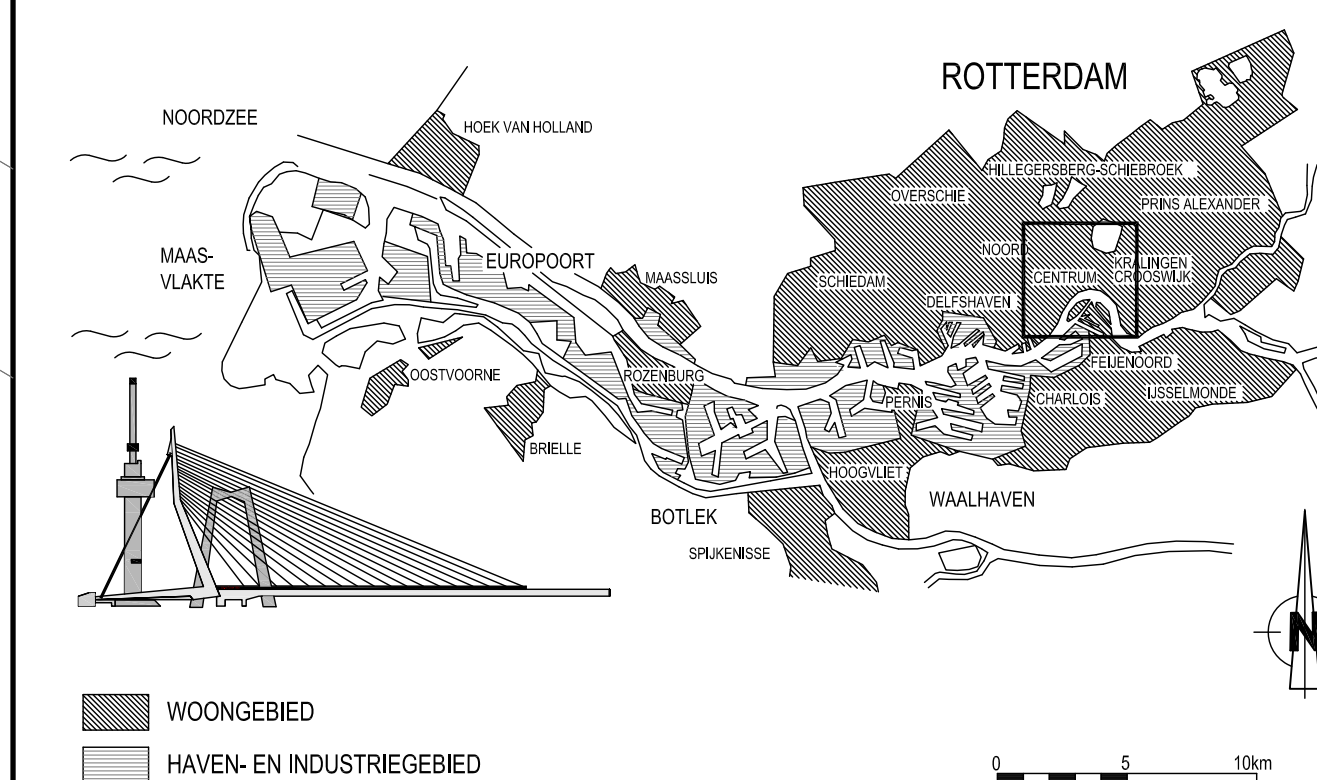 ROTTERDAM
NOORDZEE
HOEK VAN HOLLAND
HILLEGERSBERG-SCHIEBROEK
OVERSCHIE
PRINS ALEXANDER
MAAS-
VLAKTE
EUROPOORT
NOORD
KRALINGEN
CROOSWIJK
MAASSLUIS
SCHIEDAM
CENTRUM
DELFSHAVEN
FEIJENOORD
OOSTVOORNE
ROZENBURG
PERNIS
CHARLOIS
IJSSELMONDE
BRIELLE
HOOGVLIET
WAALHAVEN
BOTLEK
SPIJKENISSE
N
WOONGEBIED
HAVEN- EN INDUSTRIEGEBIED
0 5 10km